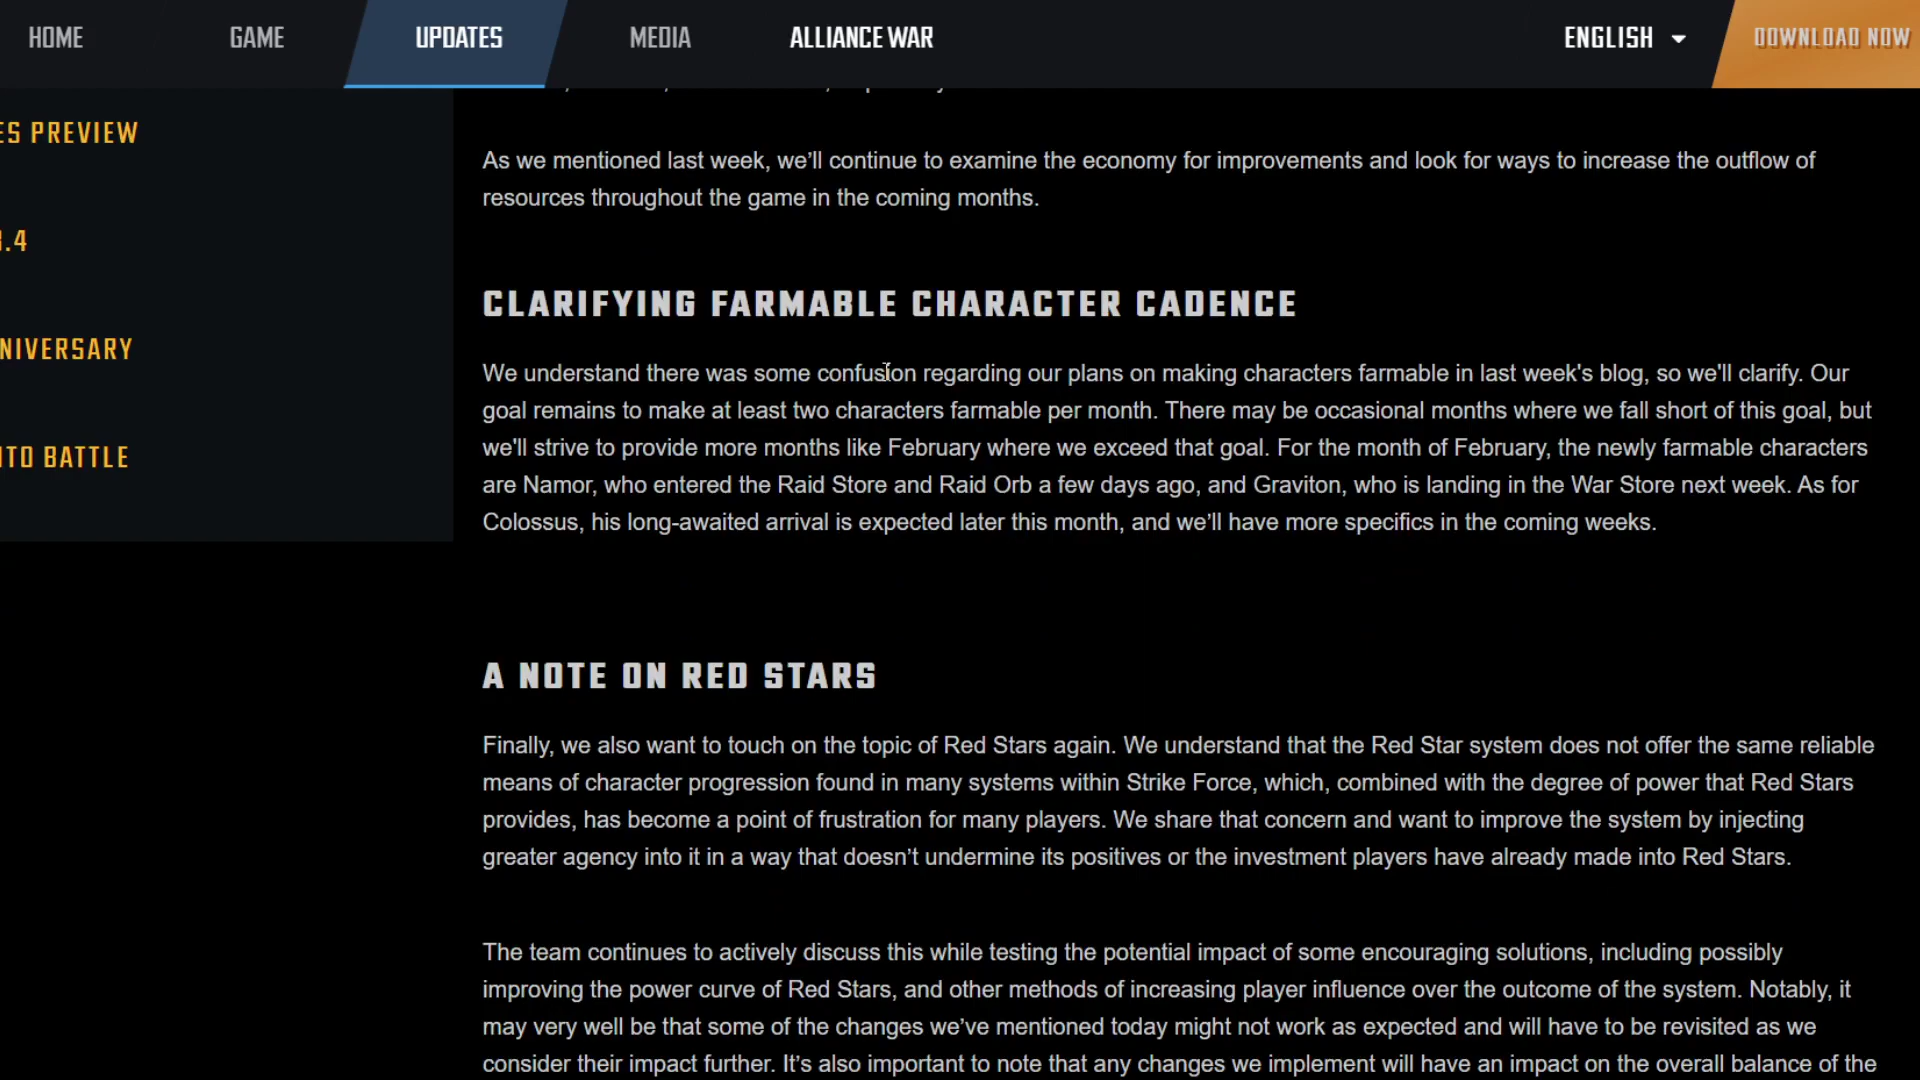 HOME GAME UPDATES MEDIA ALLIANCE WAR ENGLISH DOWNLOAD NOW
ES PREVIEW
.4
NIVERSARY
TO BATTLE
As we mentioned last week, we’ll continue to examine the economy for improvements and look for ways to increase the outflow of
resources throughout the game in the coming months.
CLARIFYING FARMABLE CHARACTER CADENCE
We understand there was some confusion regarding our plans on making characters farmable in last week's blog, so we'll clarify. Our
goal remains to make at least two characters farmable per month. There may be occasional months where we fall short of this goal, but
we'll strive to provide more months like February where we exceed that goal. For the month of February, the newly farmable characters
are Namor, who entered the Raid Store and Raid Orb a few days ago, and Graviton, who is landing in the War Store next week. As for
Colossus, his long-awaited arrival is expected later this month, and we’ll have more specifics in the coming weeks.
A NOTE ON RED STARS
Finally, we also want to touch on the topic of Red Stars again. We understand that the Red Star system does not offer the same reliable
means of character progression found in many systems within Strike Force, which, combined with the degree of power that Red Stars
provides, has become a point of frustration for many players. We share that concern and want to improve the system by injecting
greater agency into it in a way that doesn’t undermine its positives or the investment players have already made into Red Stars.
The team continues to actively discuss this while testing the potential impact of some encouraging solutions, including possibly
improving the power curve of Red Stars, and other methods of increasing player influence over the outcome of the system. Notably, it
may very well be that some of the changes we’ve mentioned today might not work as expected and will have to be revisited as we
consider their impact further. It’s also important to note that any changes we implement will have an impact on the overall balance of the